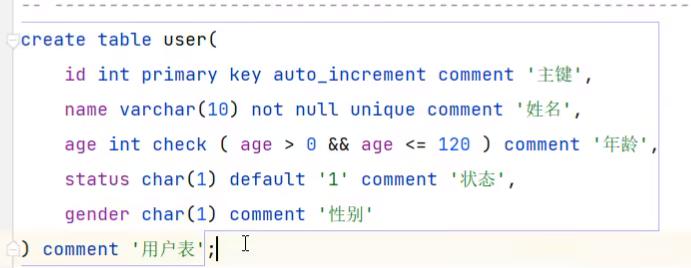 -- ----------------------------------------------------------------
create table user(
    id int primary key auto_increment comment '主键',
    name varchar(10) not null unique comment '姓名',
    age int check ( age > 0 && age <= 120 ) comment '年龄',
    status char(1) default '1' comment '状态',
    gender char(1) comment '性别'
) comment '用户表';